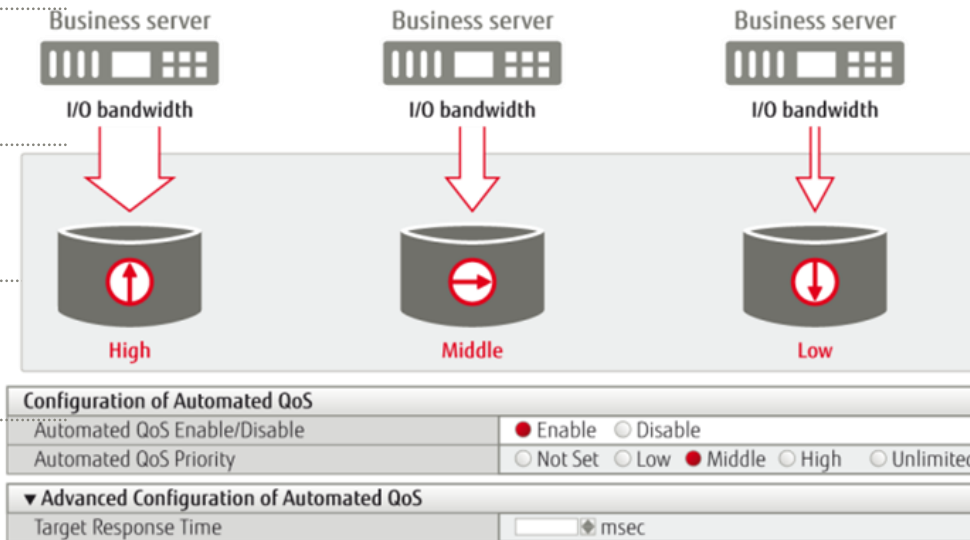 Business server Business server Business server
I/O bandwidth I/O bandwidth I/O bandwidth
High Middle Low
Configuration of Automated QoS
Automated QoS Enable/Disable Enable Disable
Automated QoS Priority Not Set Low Middle High Unlimited
▼ Advanced Configuration of Automated QoS
Target Response Time msec